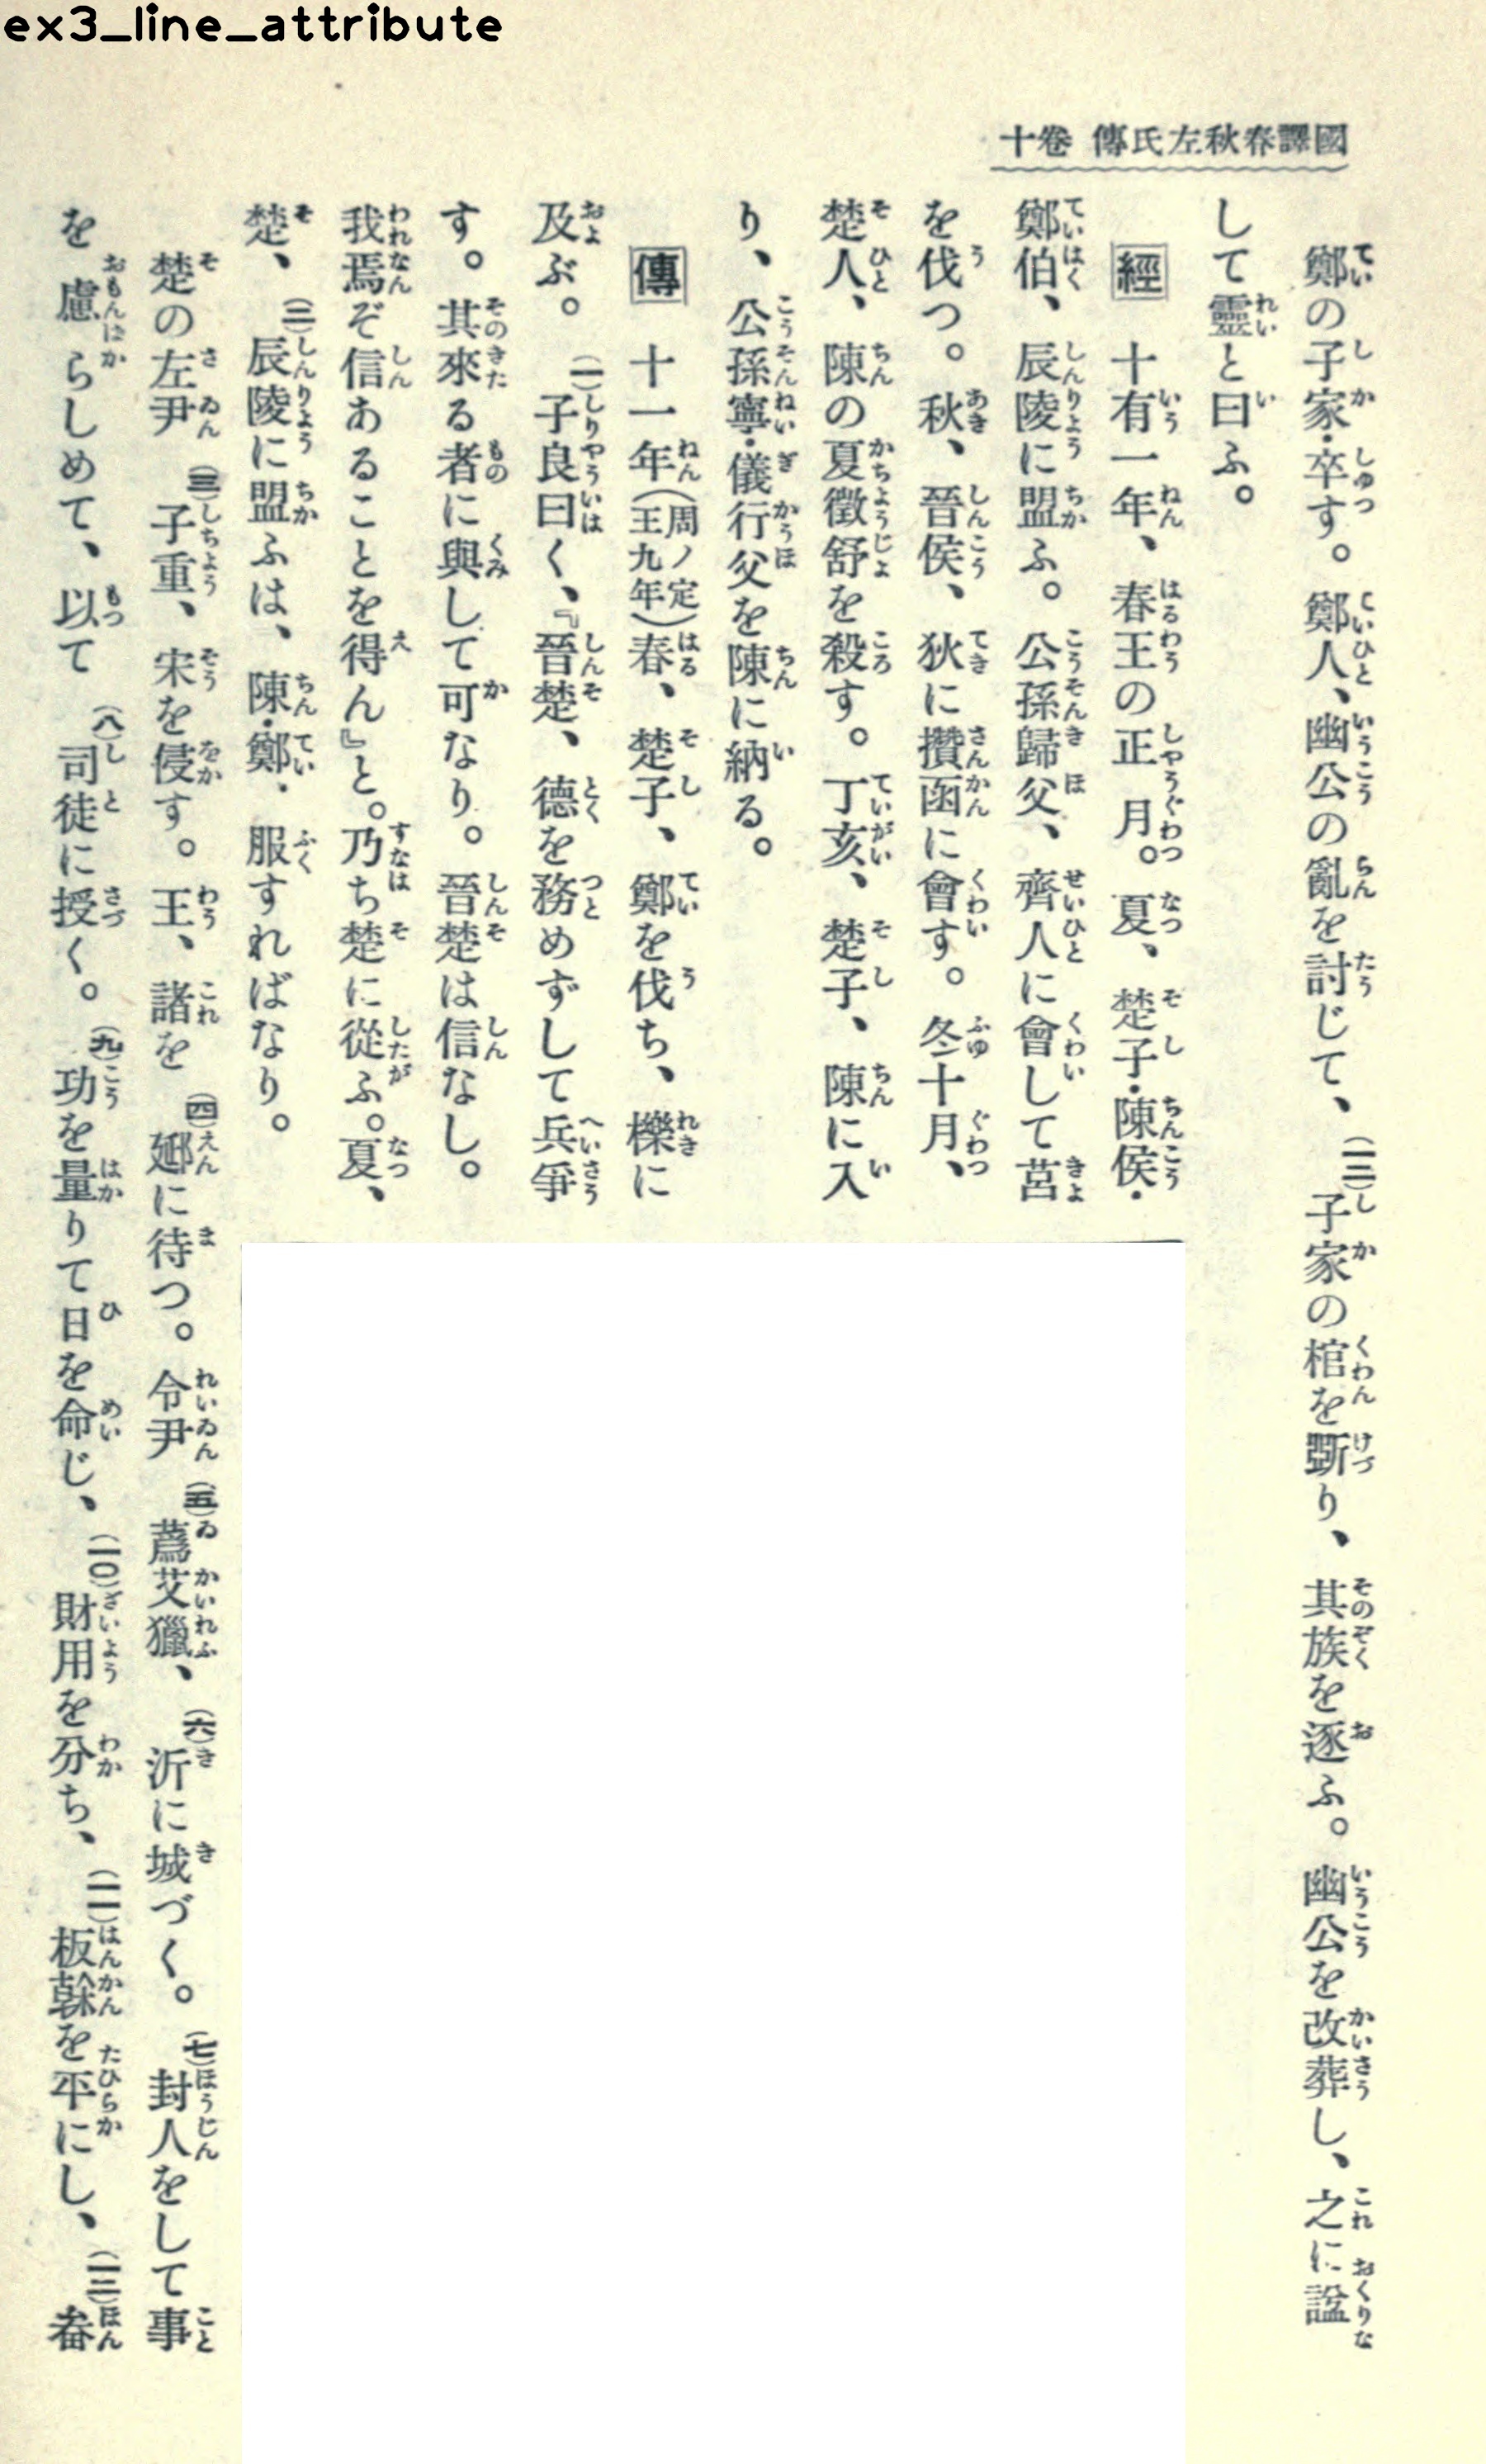 ex3_line_attribute
國譯春秋左氏傳 卷十
鄭の子家・卒す。鄭人、幽公の亂を討じて、(一三)子家の棺を斲り、其族を逐ふ。幽公を改葬し、之に諡
して靈と曰ふ。
經 十有一年、春王の正月。夏、楚子・陳侯・
鄭伯、辰陵に盟ふ。公孫歸父、齊人に會して莒
を伐つ。秋、晉侯、狄に攢函に會す。冬十月、
楚人、陳の夏徵舒を殺す。丁亥、楚子、陳に入
り、公孫寧・儀行父を陳に納る。
傳 十一年(周ノ定王九年)春、楚子、鄭を伐ち、櫟に
及ぶ。(一)子良曰く、『晉楚、德を務めずして兵爭
す。其來る者に與して可なり。晉楚は信なし。
我焉ぞ信あることを得ん』と。乃ち楚に從ふ。夏、
楚、(二)辰陵に盟ふは、陳・鄭・服すればなり。
楚の左尹(三)子重、宋を侵す。王、諸を(四)郔に待つ。令尹(五)蔿艾獵、(六)沂に城づく。(七)封人をして事
を慮らしめて、以て(八)司徒に授く。(九)功を量りて日を命じ、(一〇)財用を分ち、(一一)板榦を平にし、(一二)畚